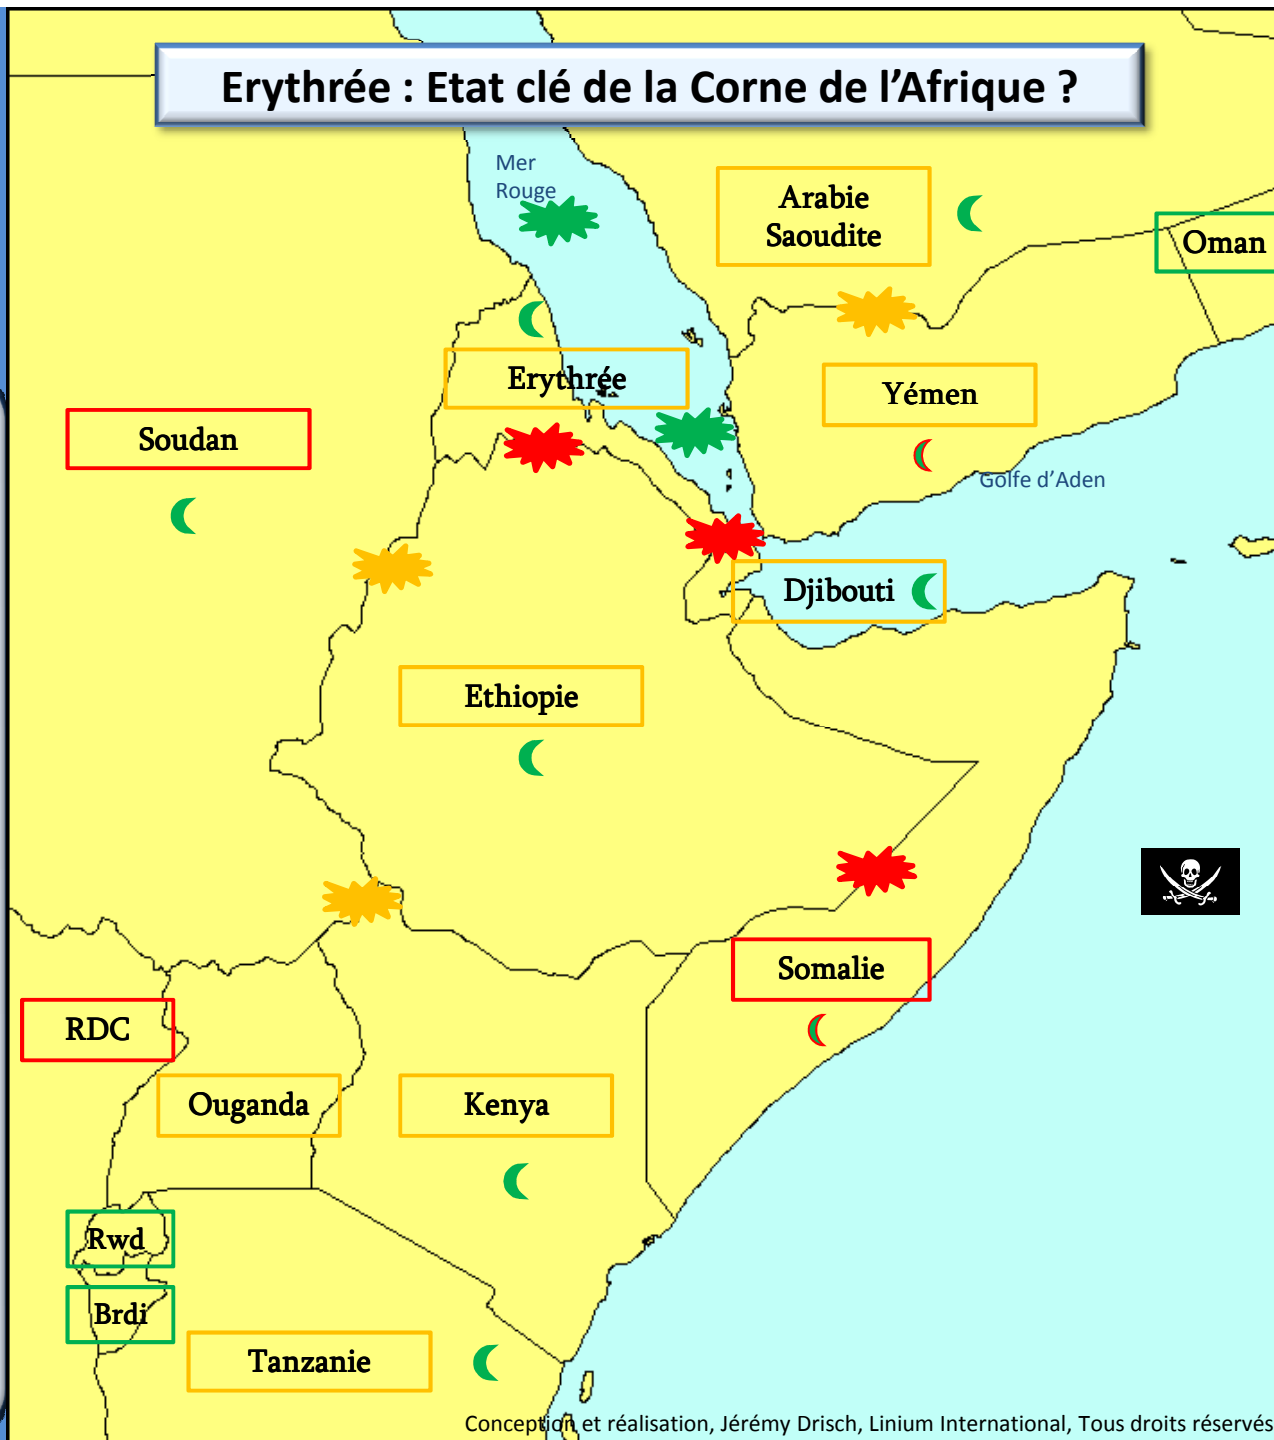 Erythrée : Etat clé de la Corne de l'Afrique ?
Mer
Rouge
Arabie
Saoudite
Oman
Erythrée
Yémen
Soudan
Golfe d'Aden
Djibouti
Ethiopie
Somalie
RDC
Ouganda
Kenya
Rwd
Brdi
Tanzanie
Conception et réalisation, Jérémy Drisch, Linium International, Tous droits réservés